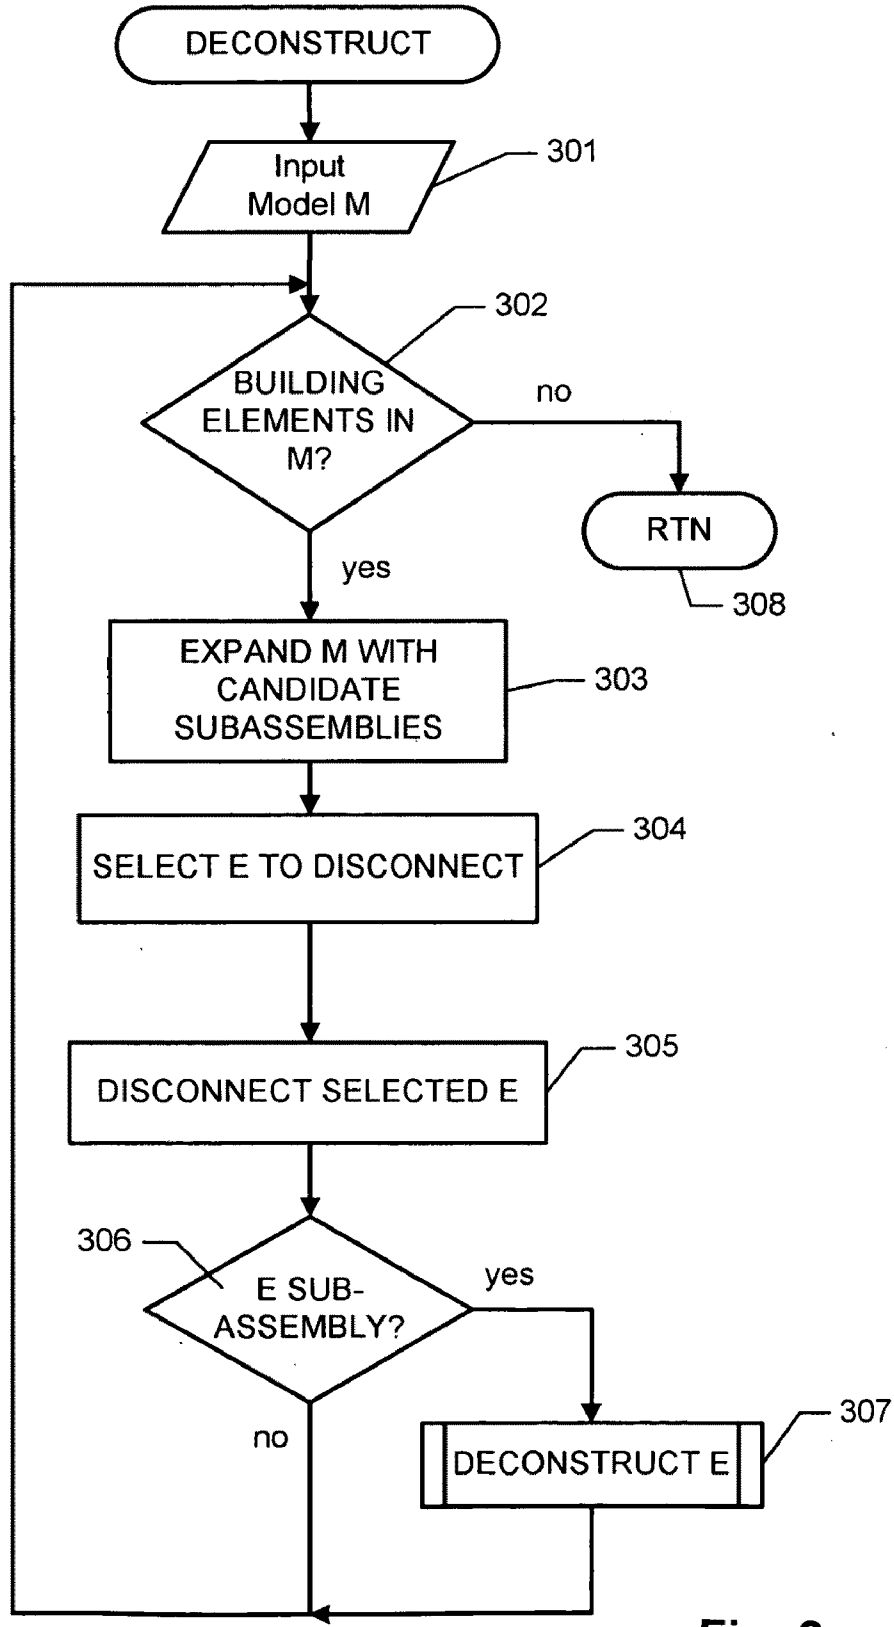 DECONSTRUCT
Input
Model M
301
302
BUILDING
ELEMENTS IN
M?
no
RTN
308
yes
EXPAND M WITH
CANDIDATE
SUBASSEMBLIES
303
304
SELECT E TO DISCONNECT
305
DISCONNECT SELECTED E
306
E SUB-
ASSEMBLY?
yes
no
307
DECONSTRUCT E